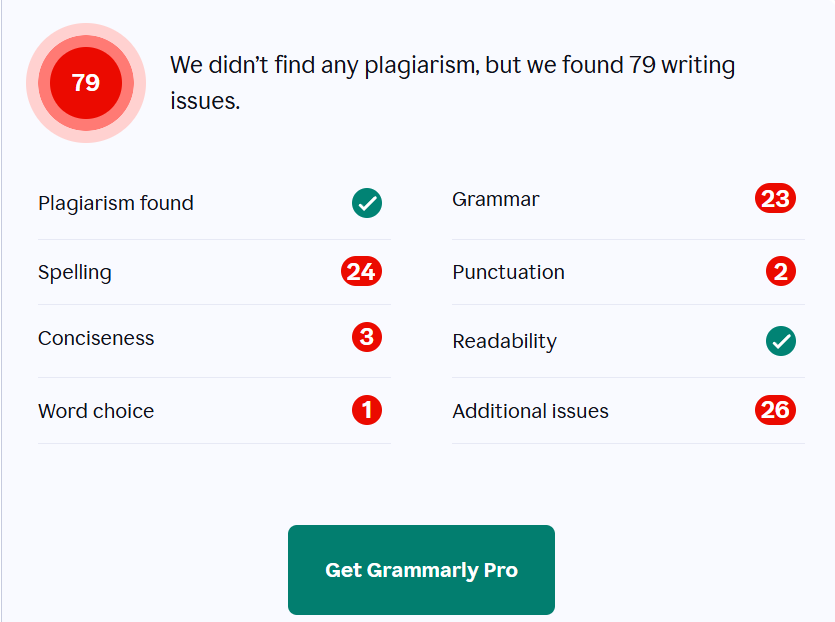 79
We didn’t find any plagiarism, but we found 79 writing
issues.
Plagiarism found
Grammar 23
Spelling 24
Punctuation 2
Conciseness 3
Readability
Word choice 1
Additional issues 26
Get Grammarly Pro